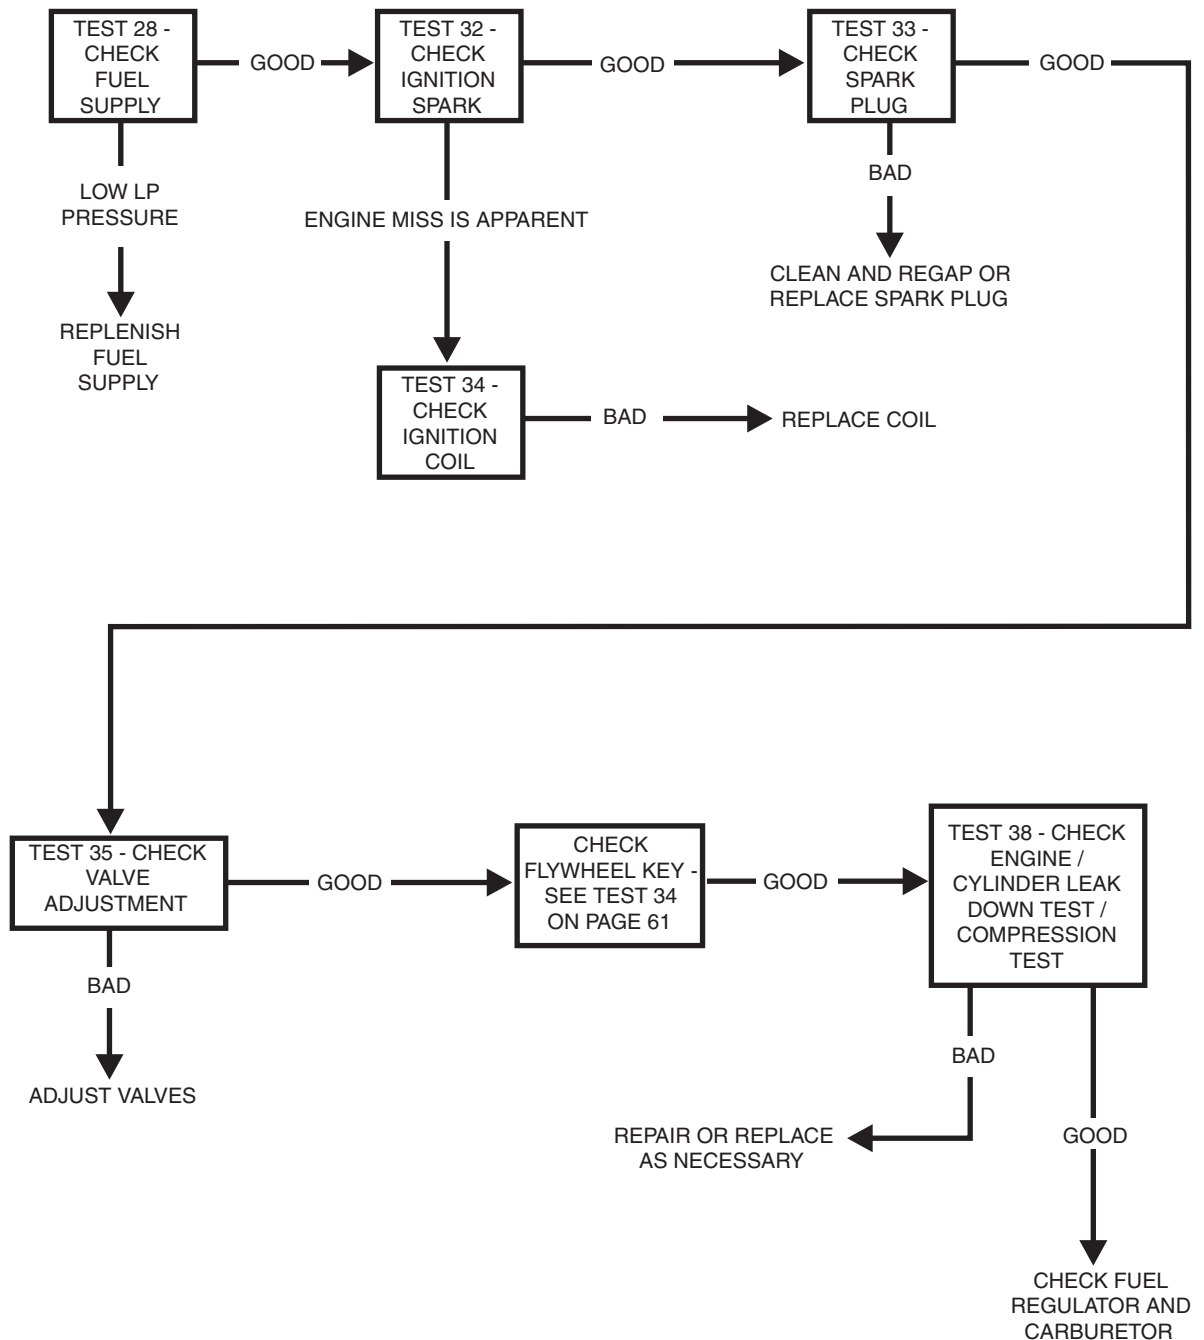 TEST 28 -
CHECK
FUEL
SUPPLY
GOOD
TEST 32 -
CHECK
IGNITION
SPARK
GOOD
TEST 33 -
CHECK
SPARK
PLUG
GOOD
LOW LP
PRESSURE
REPLENISH
FUEL
SUPPLY
ENGINE MISS IS APPARENT
BAD
CLEAN AND REGAP OR
REPLACE SPARK PLUG
TEST 34 -
CHECK
IGNITION
COIL
BAD
REPLACE COIL
TEST 35 - CHECK
VALVE
ADJUSTMENT
GOOD
CHECK
FLYWHEEL KEY -
SEE TEST 34
ON PAGE 61
GOOD
TEST 38 - CHECK
ENGINE /
CYLINDER LEAK
DOWN TEST /
COMPRESSION
TEST
BAD
ADJUST VALVES
BAD
REPAIR OR REPLACE
AS NECESSARY
GOOD
CHECK FUEL
REGULATOR AND
CARBURETOR